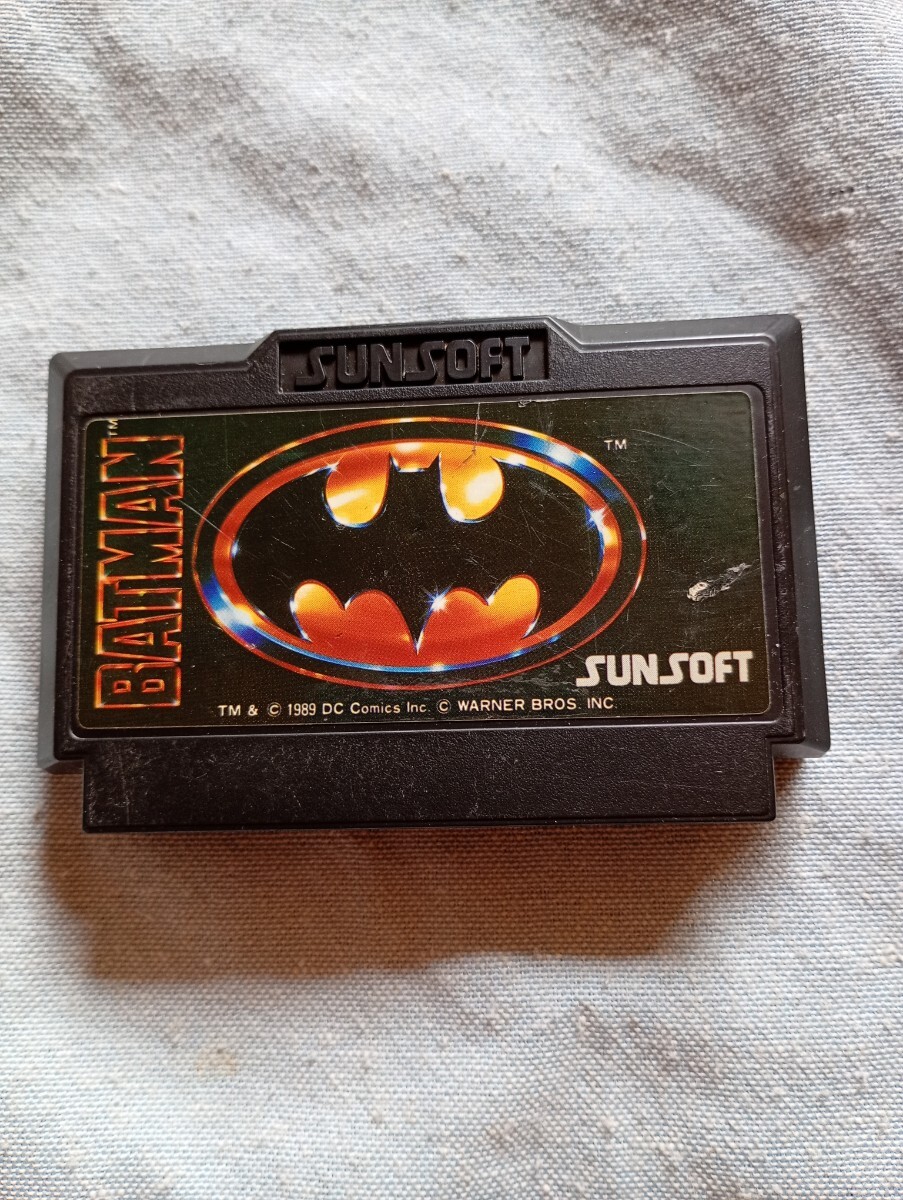 SUNSOFT
BATMAN™
TM
SUNSOFT
TM & © 1989 DC Comics Inc. © WARNER BROS. INC.